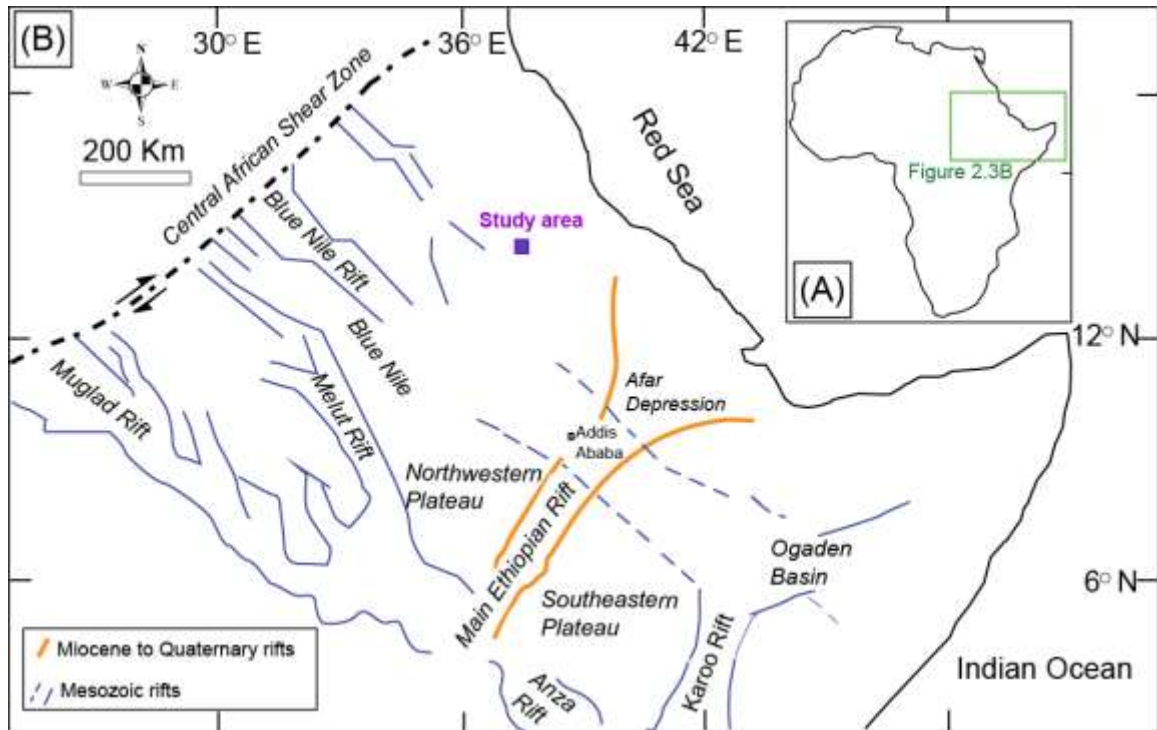 (B)
30° E
36° E
42° E
N
W
E
S
200 Km
Central African Shear Zone
Red Sea
Figure 2.3B
(A)
Blue Nile Rift
Study area
Blue Nile
12° N
Muglad Rift
Melut Rift
Afar
Depression
Addis
Ababa
Northwestern
Plateau
Main Ethiopian Rift
Ogaden
Basin
6° N
Southeastern
Plateau
Karoo Rift
Anza
Rift
Indian Ocean
Miocene to Quaternary rifts
Mesozoic rifts